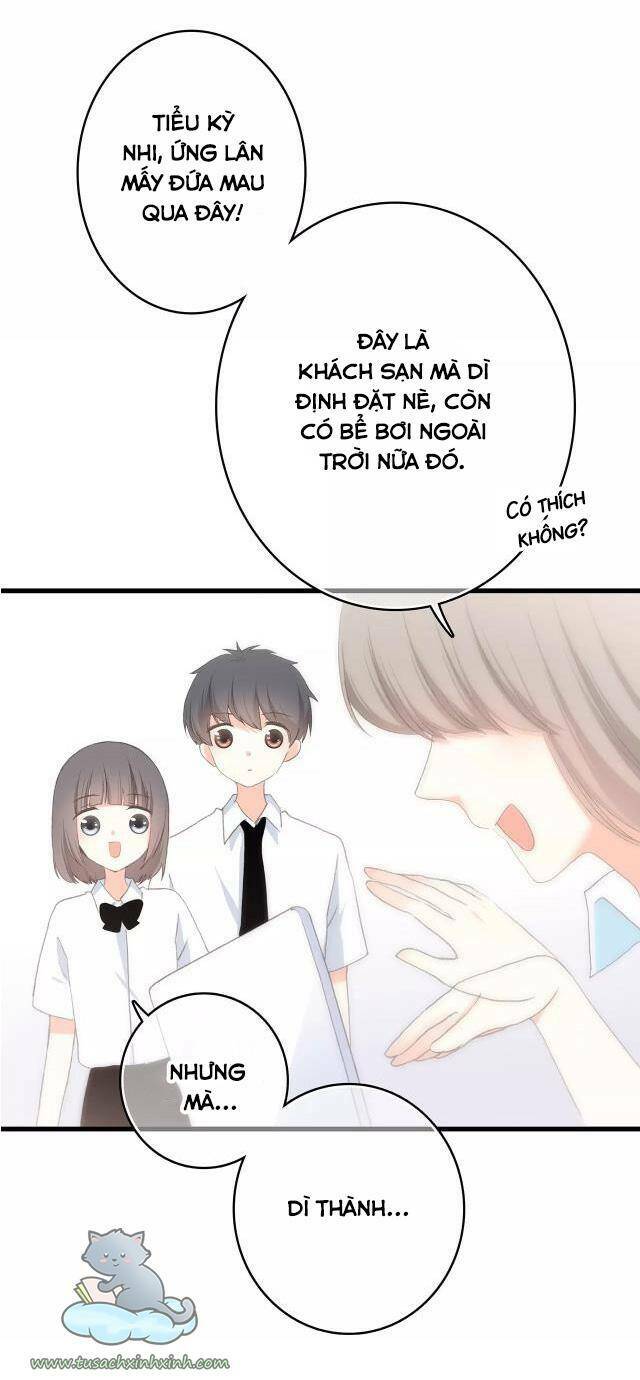 TIỂU KỲ
NHI, ỨNG LÂN
MẤY ĐỨA MAU
QUA ĐÂY!
ĐÂY LÀ
KHÁCH SẠN MÀ DÌ
ĐỊNH ĐẶT NÈ, CÒN
CÓ BỂ BƠI NGOÀI
TRỜI NỮA ĐÓ.
CÓ THÍCH
KHÔNG?
NHƯNG
MÀ...
DÌ THÀNH...
www.tusachxinhxinh.com